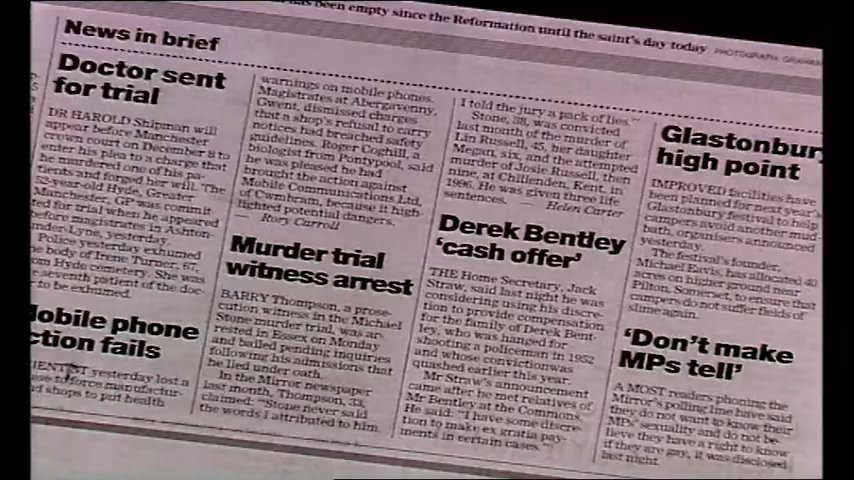 has been empty since the Reformation until the saint's day today PHOTOGRAPH: GRAHAM
News in brief
Doctor sent
for trial
DR HAROLD Shipman will
appear before Manchester
crown court on December 8 to
enter his plea to a charge that
he murdered one of his pa-
tients and forged her will. The
52-year-old Hyde, Greater
Manchester, GP was commit-
ted for trial when he appeared
before magistrates in Ashton-
under-Lyne, yesterday.
Police yesterday exhumed
the body of Irene Turner, 67,
from Hyde cemetery. She was
the seventh patient of the doc-
tor to be exhumed.
Mobile phone
action fails
yesterday lost a
case to force manufactur-
and shops to put health
warnings on mobile phones.
Magistrates at Abergavenny,
Gwent, dismissed charges
that a shop's refusal to carry
notices had breached safety
guidelines. Roger Coghill, a
biologist from Pontypool, said
he was pleased he had
brought the action against
Mobile Communications Ltd,
of Cwmbran, because it high-
lighted potential dangers.
— Rory Carroll
Murder trial
witness arrest
BARRY Thompson, a prose-
cution witness in the Michael
Stone murder trial, was ar-
rested in Essex on Monday
and bailed pending inquiries
following his admissions that
he lied under oath.
In the Mirror newspaper
last month, Thompson, 33,
claimed: "Stone never said
the words I attributed to him.
I told the jury a pack of lies."
Stone, 38, was convicted
last month of the murder of
Lin Russell, 45, her daughter
Megan, six, and the attempted
murder of Josie Russell, then
nine, at Chillenden, Kent, in
1996. He was given three life
sentences. — Helen Carter
Derek Bentley
'cash offer'
THE Home Secretary, Jack
Straw, said last night he was
considering using his discre-
tion to provide compensation
for the family of Derek Bent-
ley, who was hanged for
shooting a policeman in 1952
and whose conviction was
quashed earlier this year.
Mr Straw's announcement
came after he met relatives of
Mr Bentley at the Commons.
He said: "I have some discre-
tion to make ex gratia pay-
ments in certain cases."
Glastonbury
high point
IMPROVED facilities have
been planned for next year's
Glastonbury festival to help
campers avoid another mud-
bath, organisers announced
yesterday.
The festival's founder,
Michael Eavis, has allocated 40
acres on higher ground near
Pilton, Somerset, to ensure that
campers do not suffer fields of
slime again.
'Don't make
MPs tell'
A MOST readers phoning the
Mirror's polling line have said
they do not want to know their
MPs' sexuality and do not be-
lieve they have a right to know
if they are gay, it was disclosed
last night.